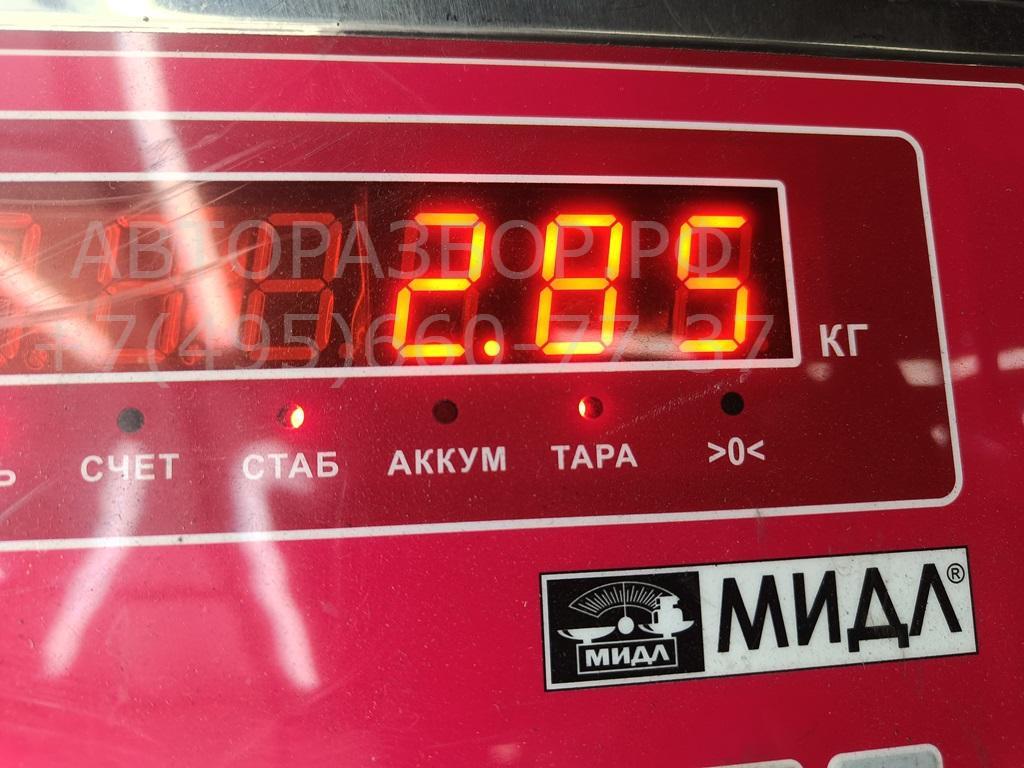 АВТОРАЗБОР.РФ
2.85
+7(495)660-77-37
КГ
СЧЕТ СТАБ АККУМ ТАРА >0<
МИДЛ®
МИДЛ